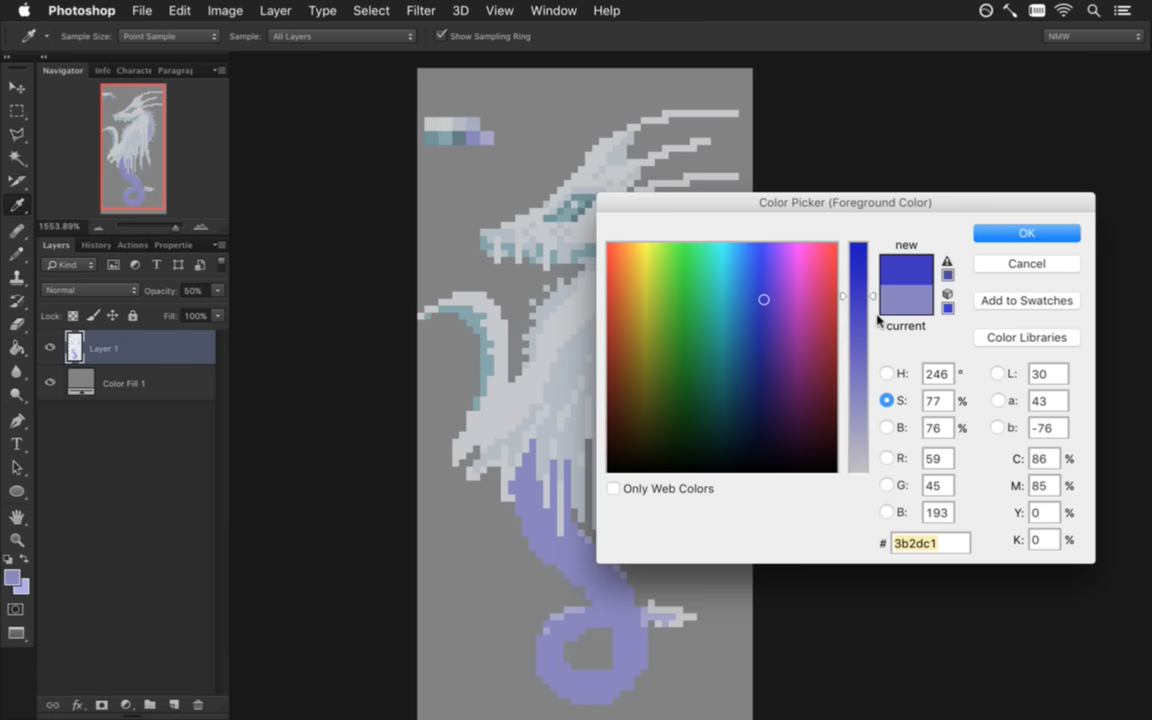 Photoshop File Edit Image Layer Type Select Filter 3D View Window Help
Sample Size: Point Sample Sample: All Layers Show Sampling Ring NMW
Navigator Info Characte Paragrap
1553.89%
Layers History Actions Propertie
Kind
Normal Opacity: 50%
Lock: Fill: 100%
Layer 1
Color Fill 1
Color Picker (Foreground Color)
new
current
OK
Cancel
Add to Swatches
Color Libraries
H: 246 ° L: 30
S: 77 % a: 43
B: 76 % b: -76
R: 59 C: 86 %
G: 45 M: 85 %
B: 193 Y: 0 %
# 3b2dc1 K: 0 %
Only Web Colors